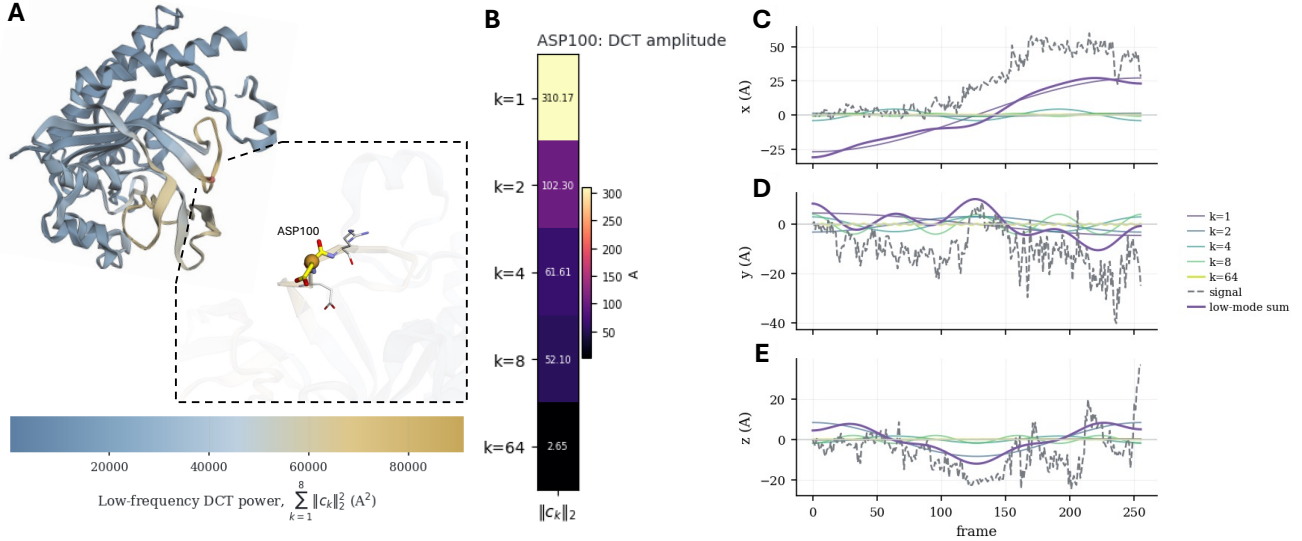 A
ASP100
20000 40000 60000 80000
Low-frequency DCT power, $\sum_{k=1}^{8} \|c_k\|_2^2$ (A²)
B
ASP100: DCT amplitude
k=1 310.17
k=2 102.30
k=4 61.61
k=8 52.10
k=64 2.65
‖c_k‖₂
300
250
200
150
100
50
A
C
x (A)
50
25
0
−25
D
y (A)
0
−20
−40
E
z (A)
20
0
−20
0 50 100 150 200 250
frame
k=1
k=2
k=4
k=8
k=64
signal
low-mode sum